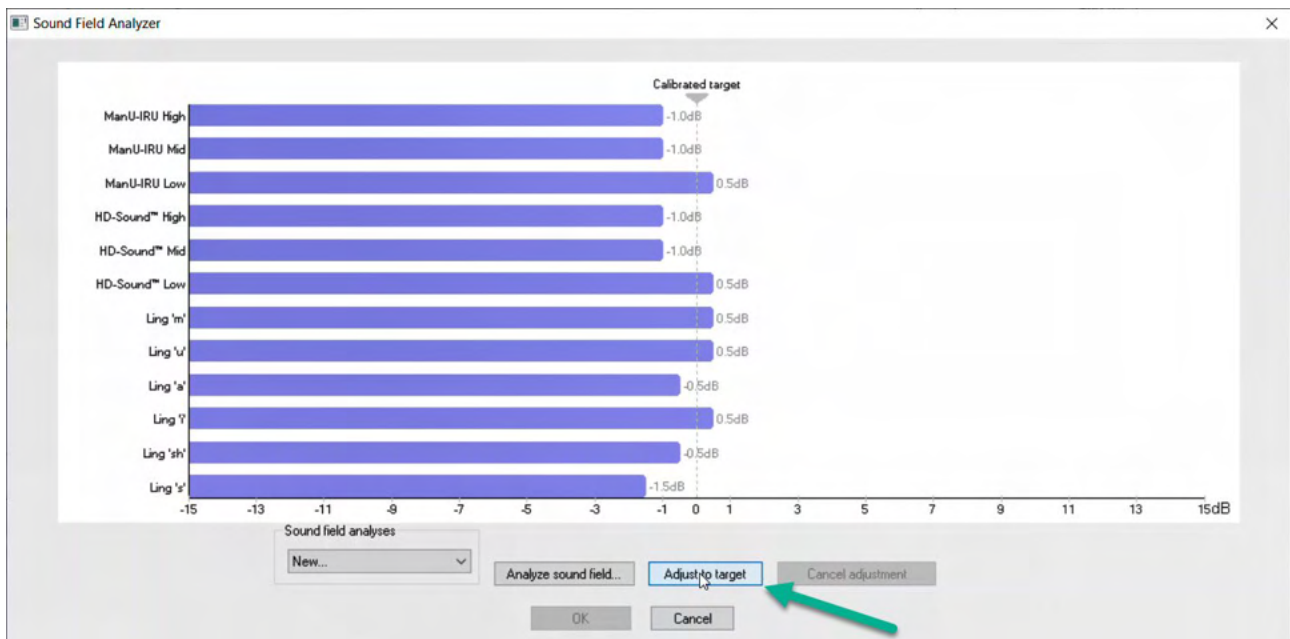 Sound Field Analyzer
Calibrated target
ManU-IRU High -1.0dB
ManU-IRU Mid -1.0dB
ManU-IRU Low 0.5dB
HD-Sound™ High -1.0dB
HD-Sound™ Mid -1.0dB
HD-Sound™ Low 0.5dB
Ling 'm' 0.5dB
Ling 'u' 0.5dB
Ling 'a' -0.5dB
Ling 'i' 0.5dB
Ling 'sh' -0.5dB
Ling 's' -1.5dB
-15 -13 -11 -9 -7 -5 -3 -1 0 1 3 5 7 9 11 13 15dB
Sound field analyses
New...
Analyze sound field... Adjust to target Cancel adjustment
OK Cancel